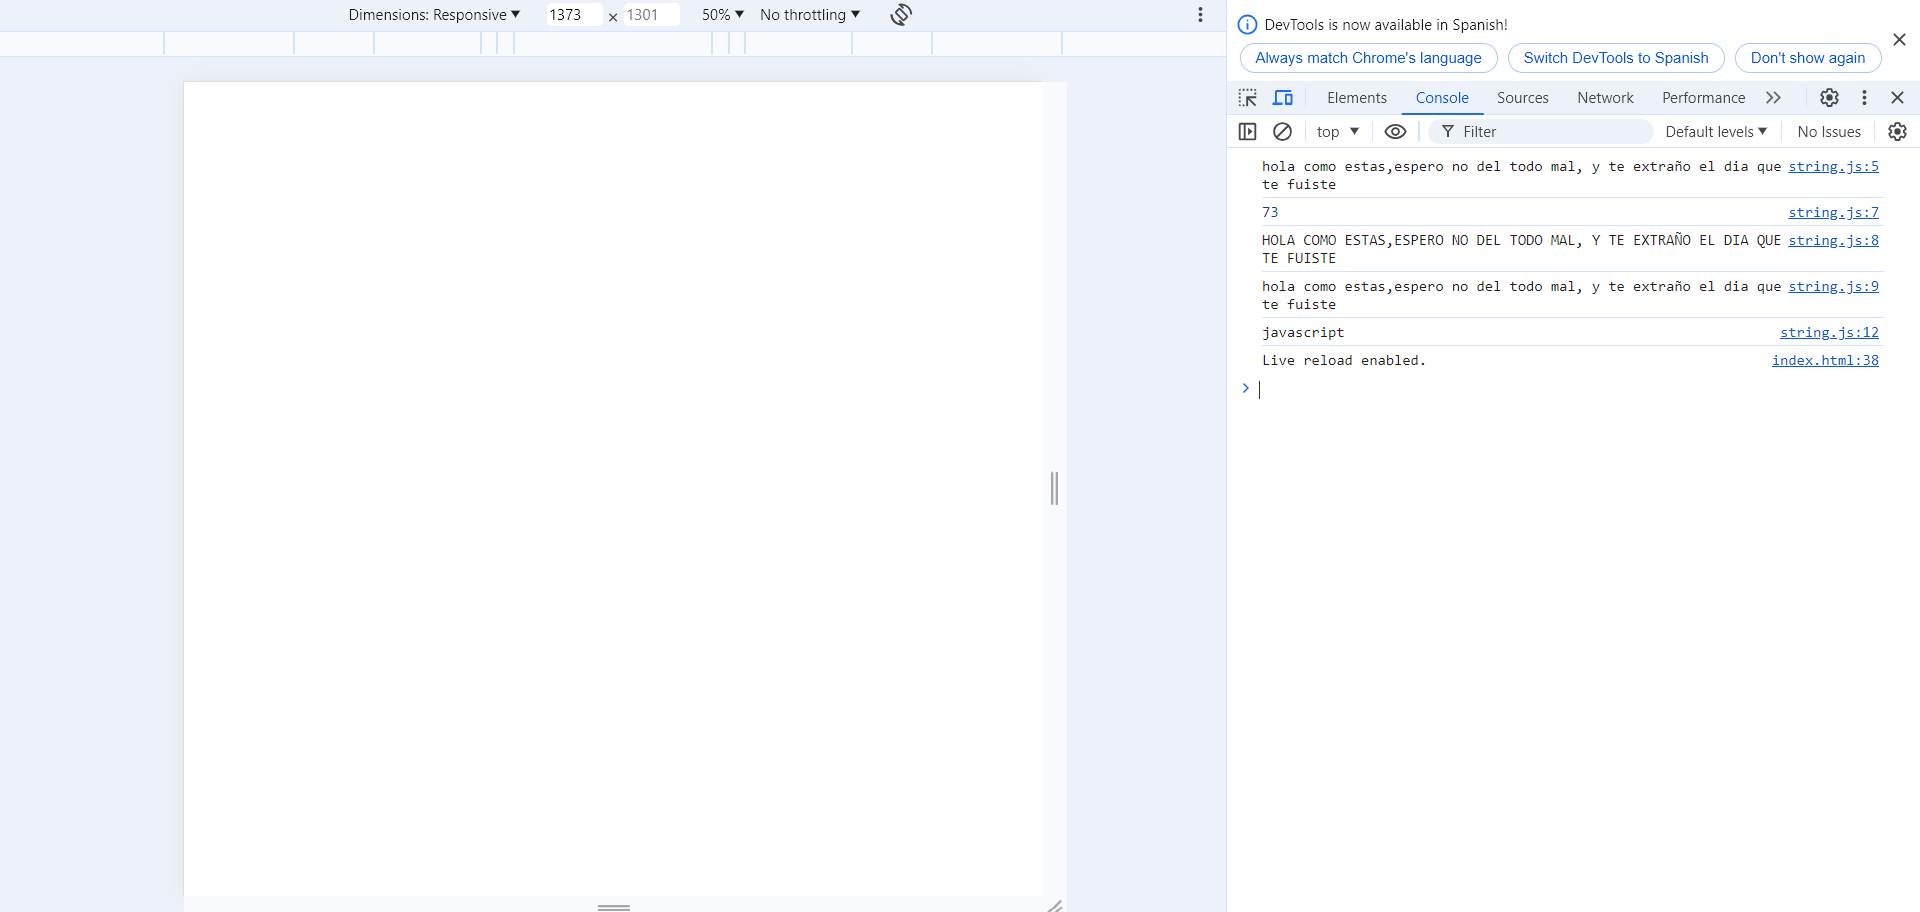 Dimensions: Responsive ▼ 1373 × 1301 50% ▼ No throttling ▼
DevTools is now available in Spanish!
Always match Chrome's language Switch DevTools to Spanish Don't show again
Elements Console Sources Network Performance
top ▼ Filter Default levels ▼ No Issues
hola como estas,espero no del todo mal, y te extraño el dia que string.js:5
te fuiste
73 string.js:7
HOLA COMO ESTAS,ESPERO NO DEL TODO MAL, Y TE EXTRAÑO EL DIA QUE string.js:8
TE FUISTE
hola como estas,espero no del todo mal, y te extraño el dia que string.js:9
te fuiste
javascript string.js:12
Live reload enabled. index.html:38